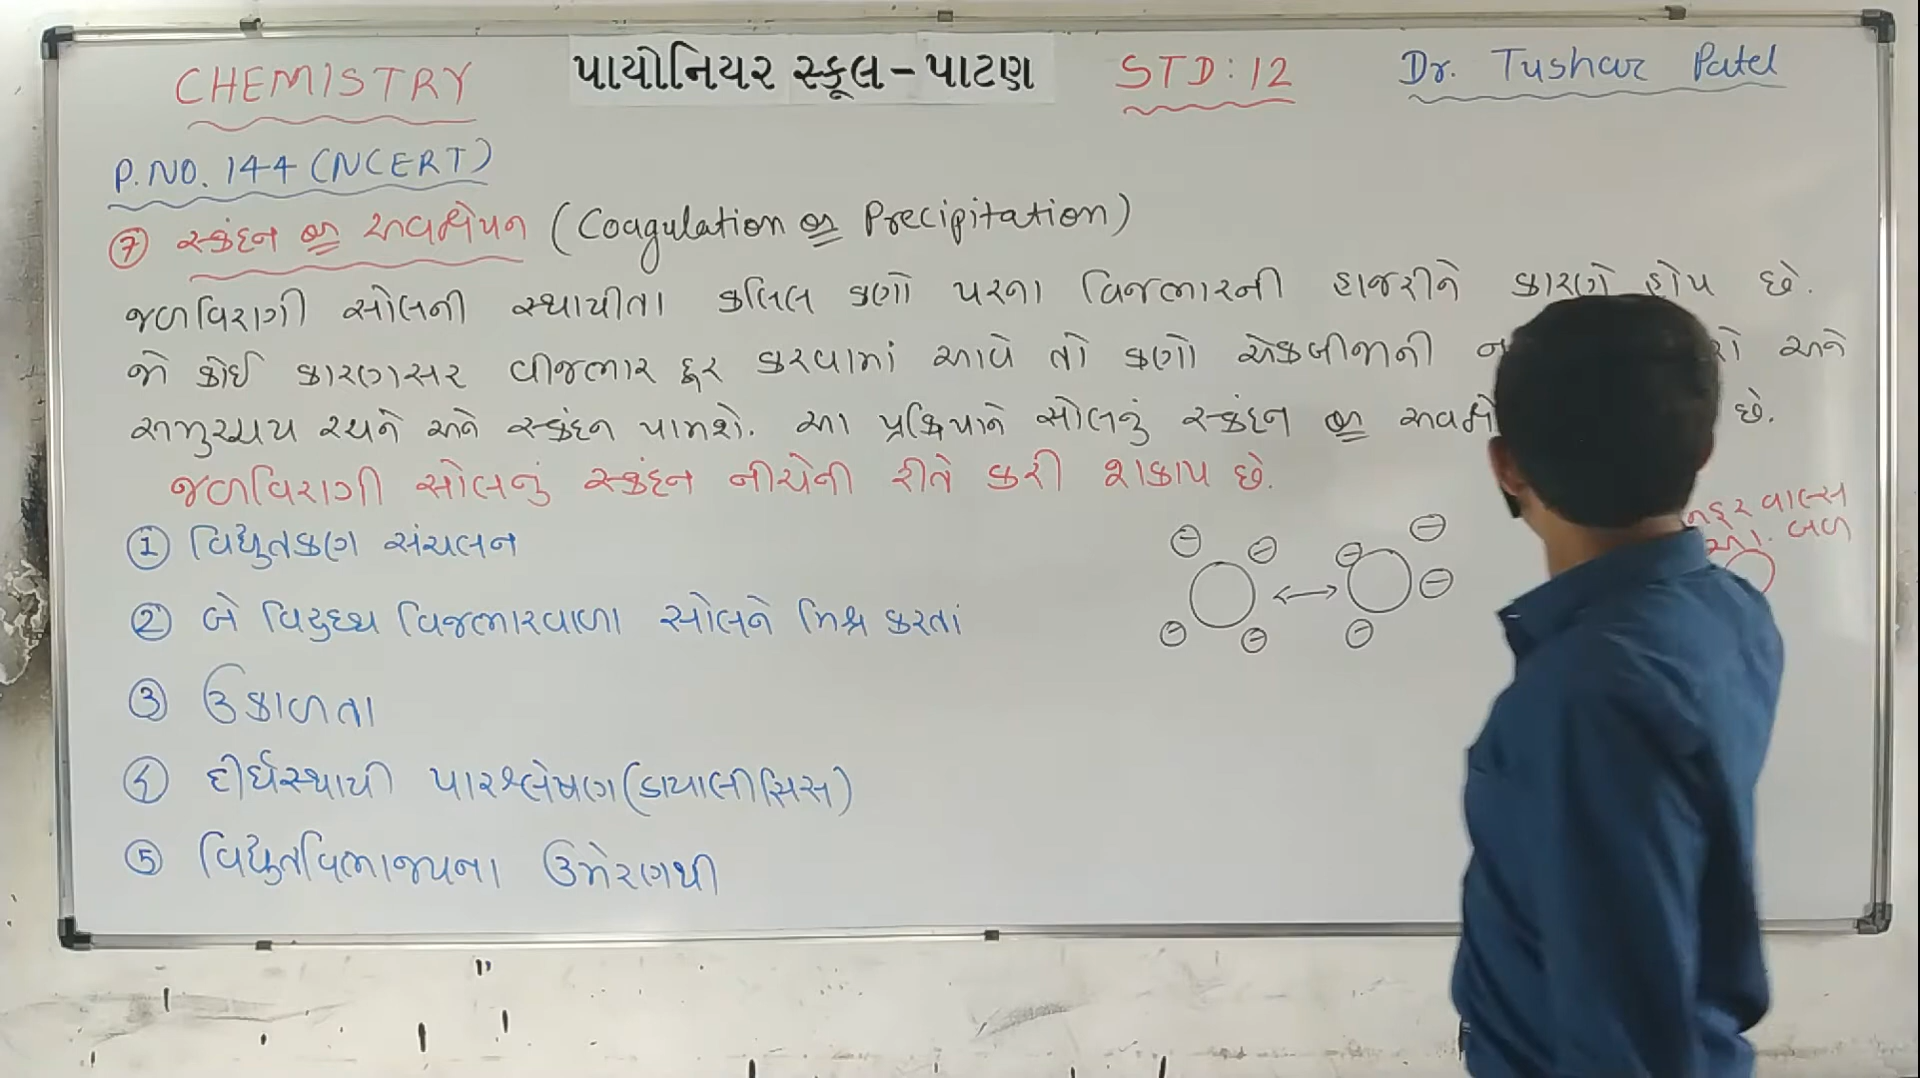 CHEMISTRY પાયોનિયર સ્કૂલ - પાટણ STD: 12 Dr. Tushar Patel
P.NO. 144 (NCERT)
⑦ સ્કંદન or અવક્ષેપન (Coagulation or Precipitation)
જળવિરાગી સોલની સ્થાયીતા કલિલ કણો પરના વિજભારની હાજરીને કારણે હોય છે.
જો કોઈ કારણસર વીજભાર દૂર કરવામાં આવે તો કણો એકબીજાની અને
સમુચ્ચય રચને અને સ્કંદન પામશે. આ પ્રક્રિયાને સોલનું સ્કંદન or છે.
જળવિરાગી સોલનું સ્કંદન નીચેની રીતે કરી શકાય છે.
① વિદ્યુતકણ સંચલન
② બે વિરુધ્ધ વિજભારવાળા સોલને મિશ્ર કરતાં
③ ઉકાળતા
④ દીર્ઘસ્થાયી પારશ્લેષણ (ડાયાલીસિસ)
⑤ વિદ્યુતવિભાજ્યના ઉમેરણથી
વાલ્સ
આ. બળ